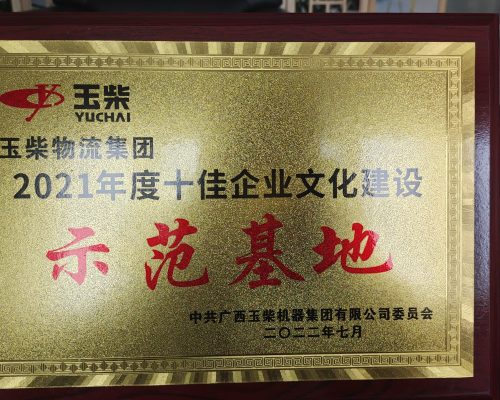 玉柴
YUCHAI
玉柴物流集团
2021年度十佳企业文化建设
示范基地
中共广西玉柴机器集团有限公司委员会
二〇二二年七月